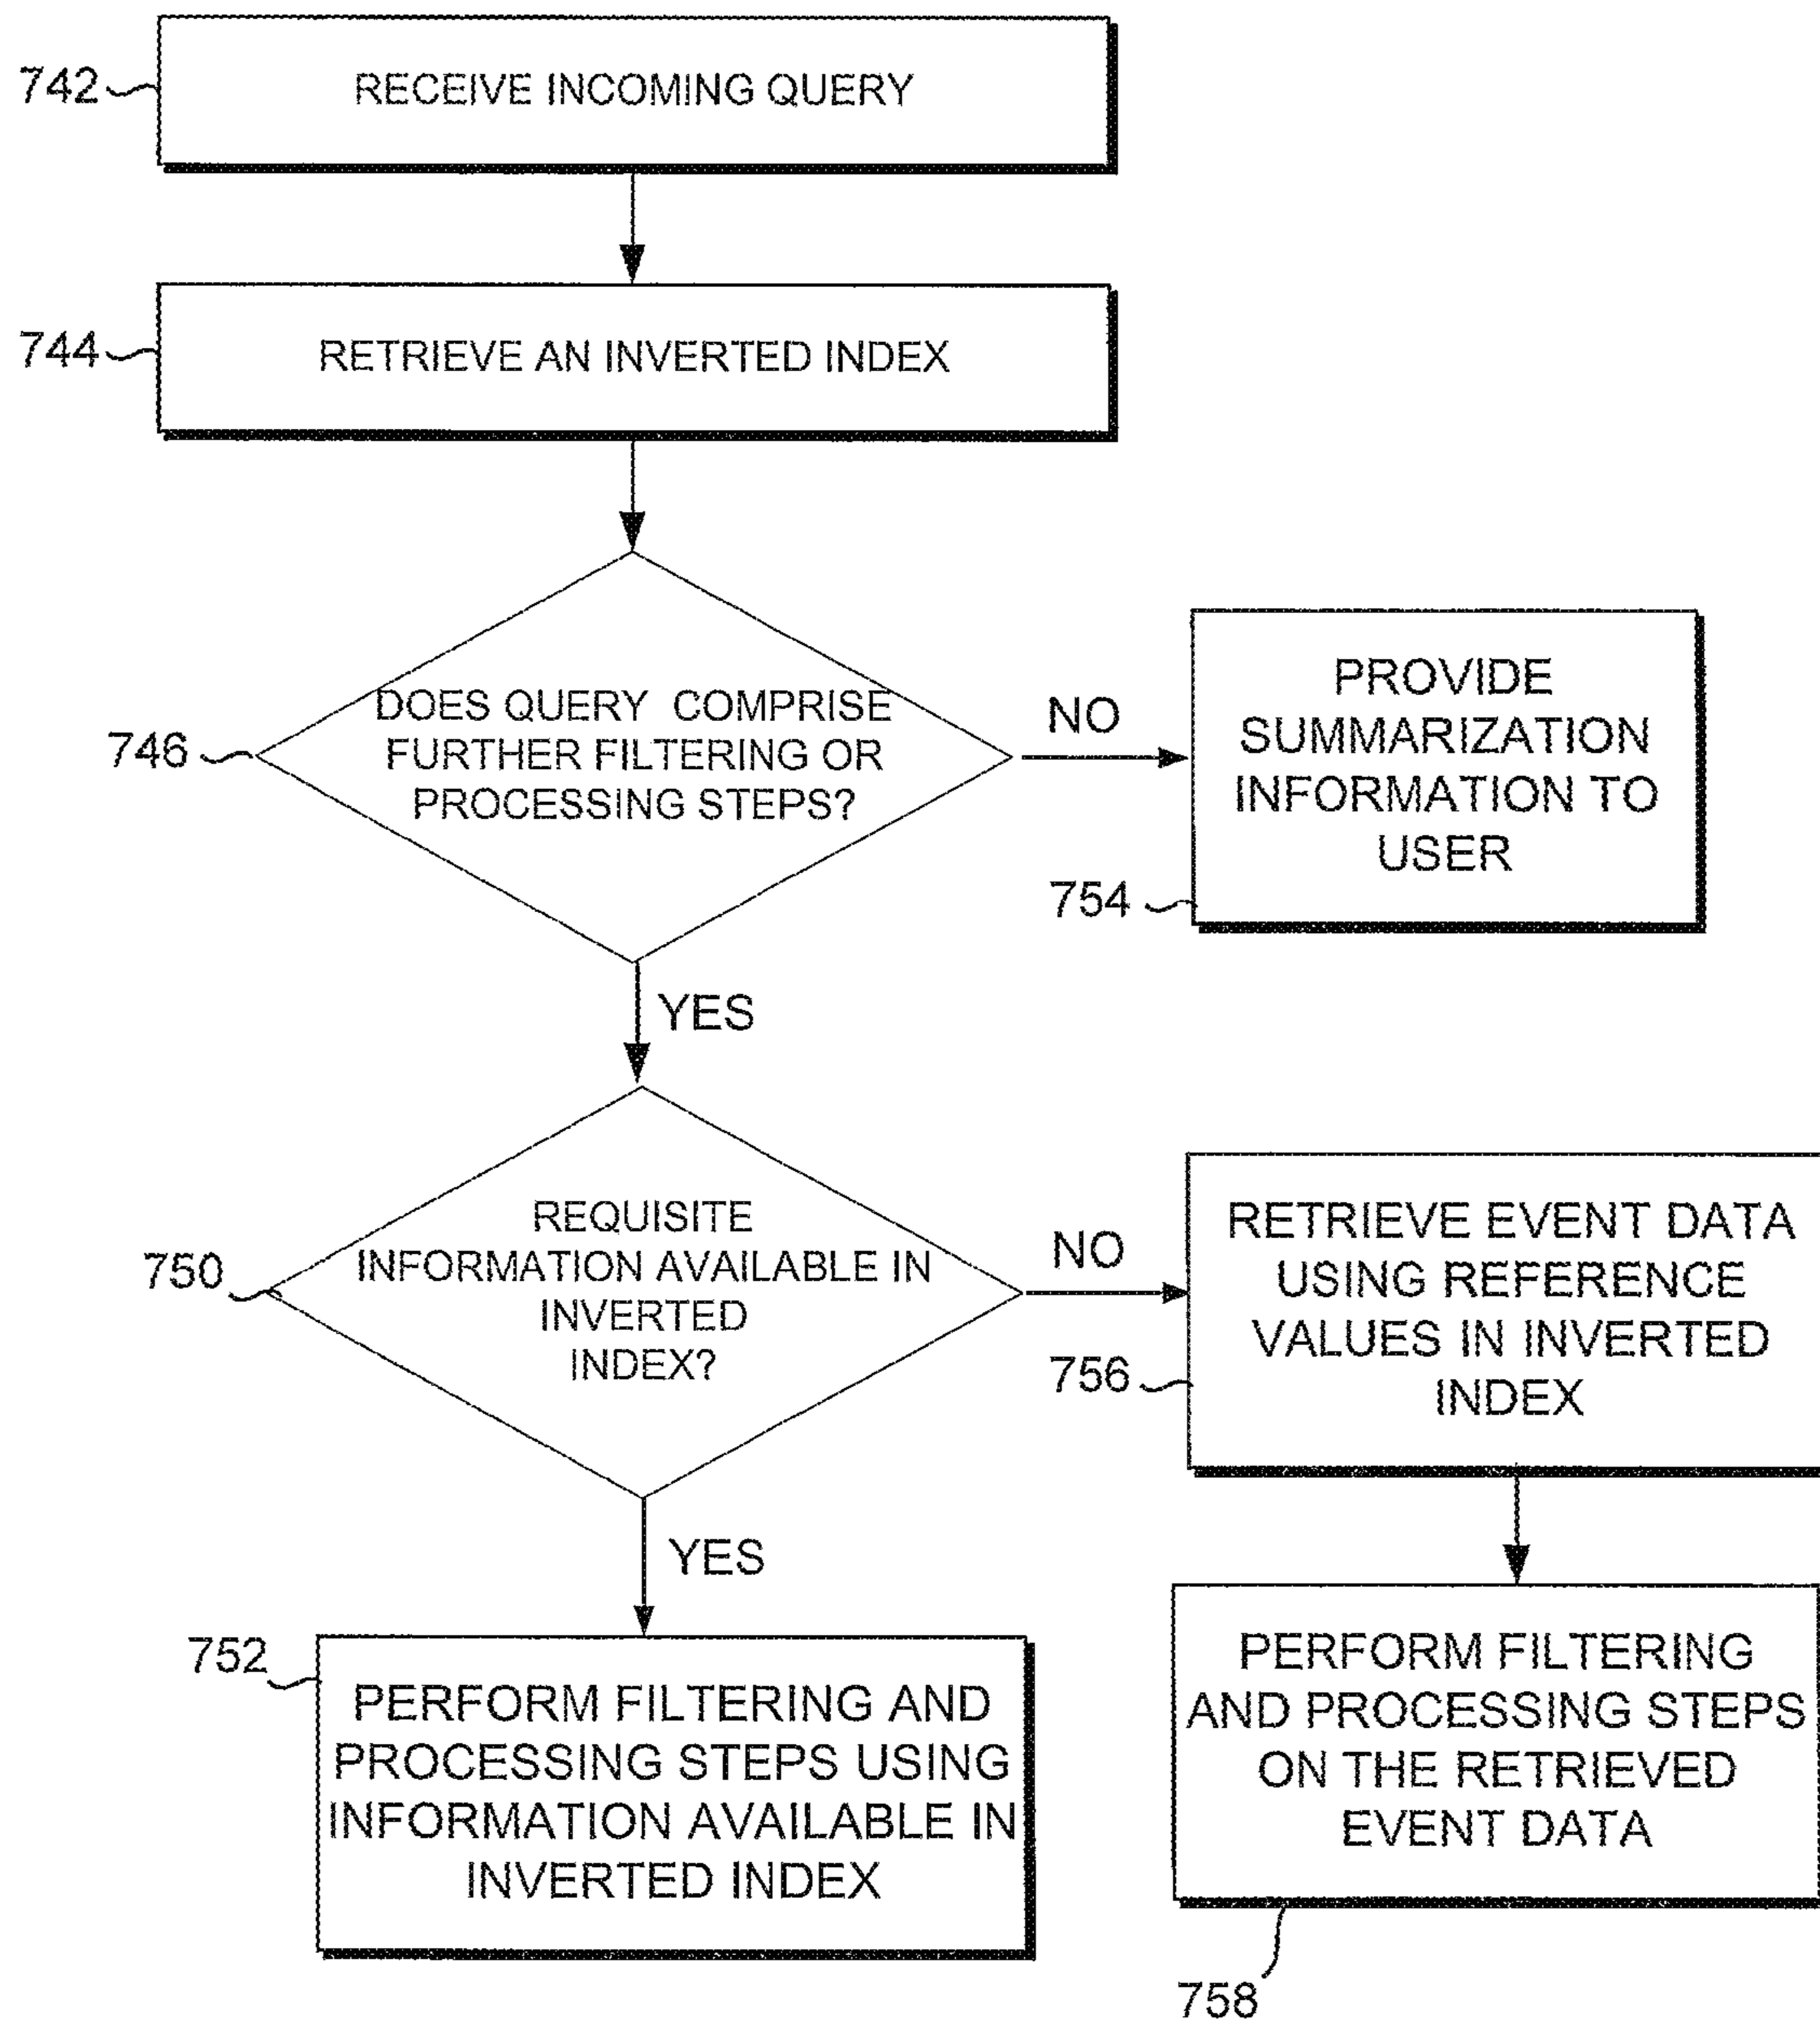 742
RECEIVE INCOMING QUERY
744
RETRIEVE AN INVERTED INDEX
746
DOES QUERY COMPRISE
FURTHER FILTERING OR
PROCESSING STEPS?
NO
PROVIDE
SUMMARIZATION
INFORMATION TO
USER
754
YES
750
REQUISITE
INFORMATION AVAILABLE IN
INVERTED
INDEX?
NO
RETRIEVE EVENT DATA
USING REFERENCE
VALUES IN INVERTED
INDEX
756
YES
752
PERFORM FILTERING AND
PROCESSING STEPS USING
INFORMATION AVAILABLE IN
INVERTED INDEX
PERFORM FILTERING
AND PROCESSING STEPS
ON THE RETRIEVED
EVENT DATA
758